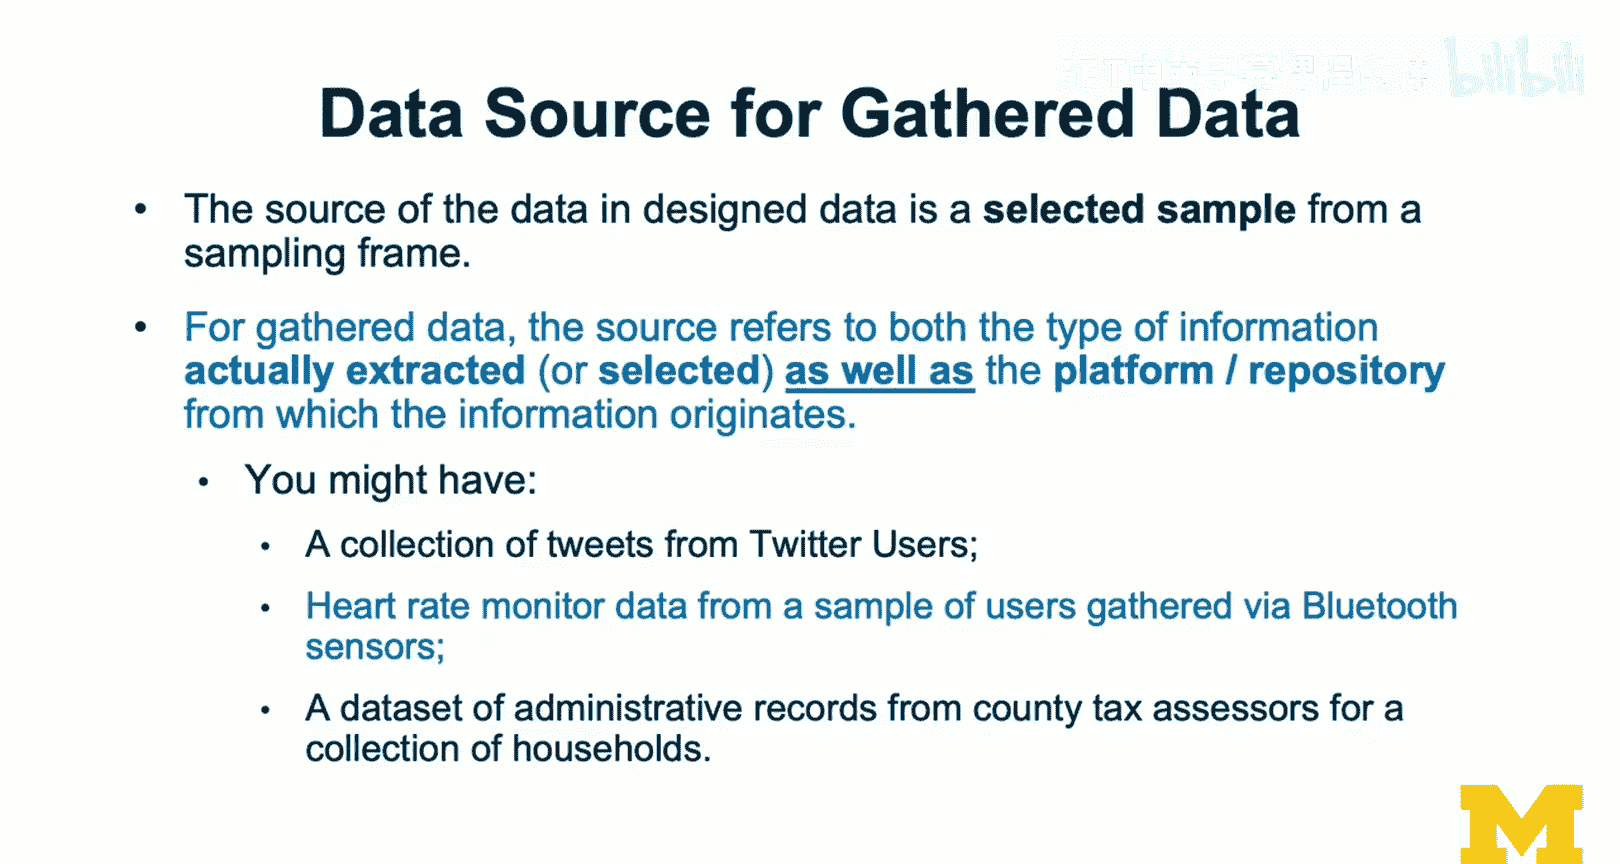 bilibili
Data Source for Gathered Data
• The source of the data in designed data is a selected sample from a
sampling frame.
• For gathered data, the source refers to both the type of information
actually extracted (or selected) as well as the platform / repository
from which the information originates.
• You might have:
• A collection of tweets from Twitter Users;
• Heart rate monitor data from a sample of users gathered via Bluetooth
sensors;
• A dataset of administrative records from county tax assessors for a
collection of households.
M